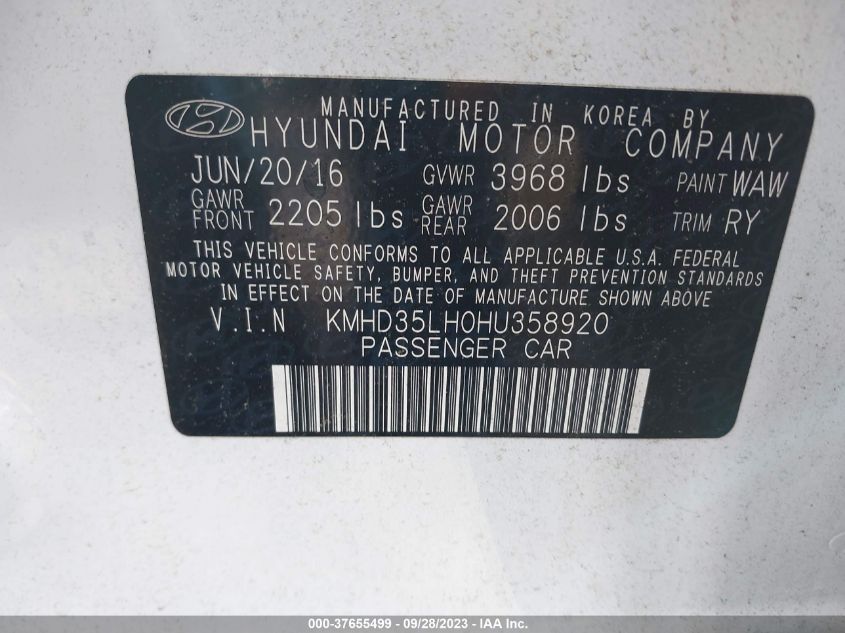 MANUFACTURED IN KOREA BY
HYUNDAI MOTOR COMPANY
JUN/20/16 GVWR 3968 lbs PAINT WAW
GAWR FRONT 2205 lbs GAWR REAR 2006 lbs TRIM RY
THIS VEHICLE CONFORMS TO ALL APPLICABLE U.S.A. FEDERAL
MOTOR VEHICLE SAFETY, BUMPER, AND THEFT PREVENTION STANDARDS
IN EFFECT ON THE DATE OF MANUFACTURE SHOWN ABOVE
V.I.N KMHD35LH0HU358920
PASSENGER CAR
000-37655499 - 09/28/2023 - IAA Inc.